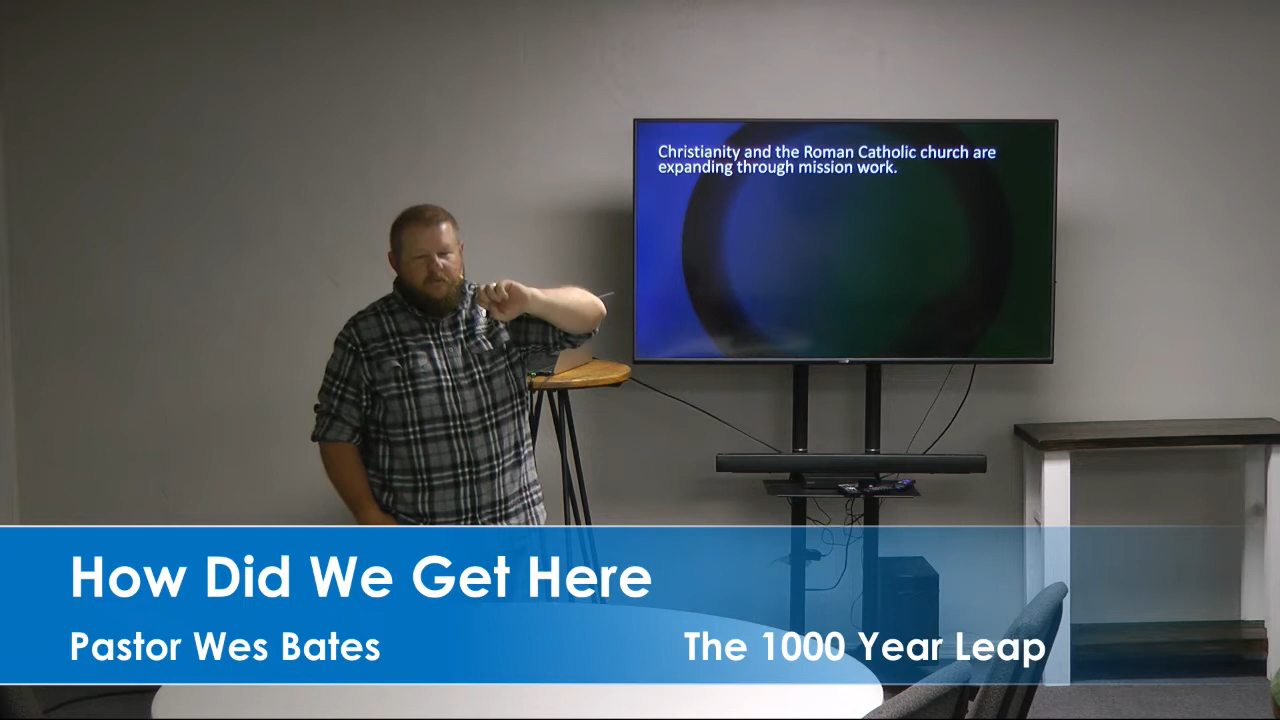 Christianity and the Roman Catholic church are
expanding through mission work.
How Did We Get Here
Pastor Wes Bates
The 1000 Year Leap